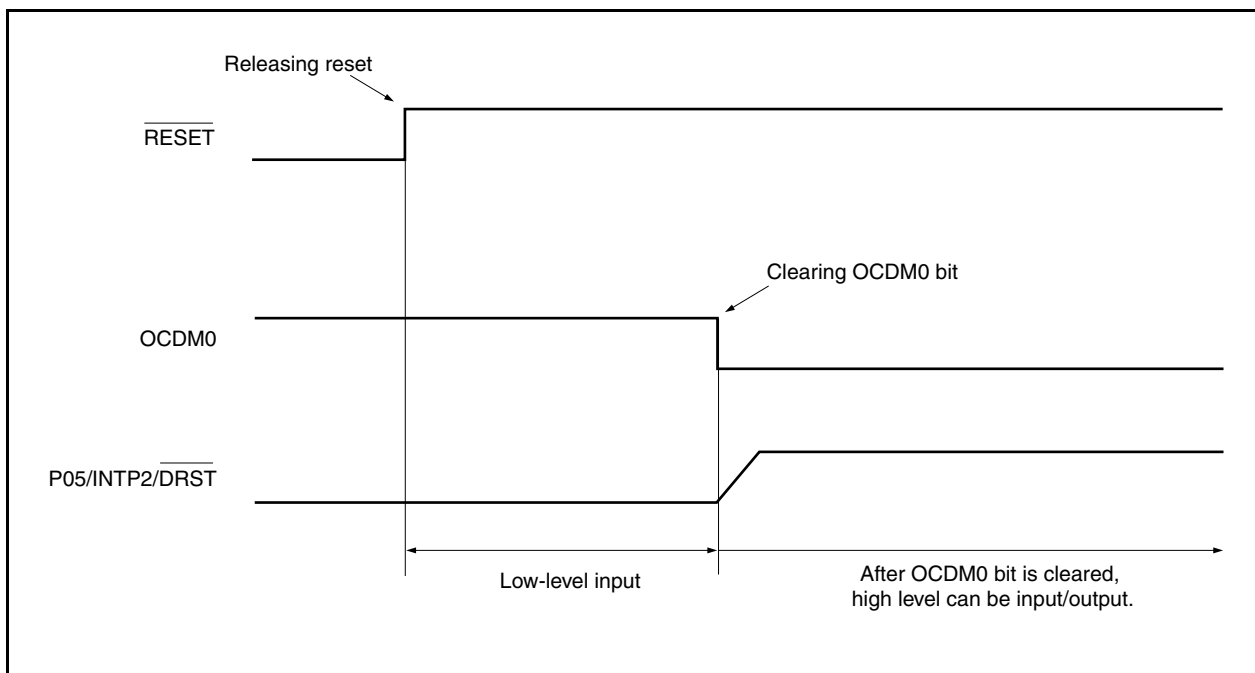 Releasing reset
RESET
Clearing OCDM0 bit
OCDM0
P05/INTP2/DRST
Low-level input
After OCDM0 bit is cleared,
high level can be input/output.